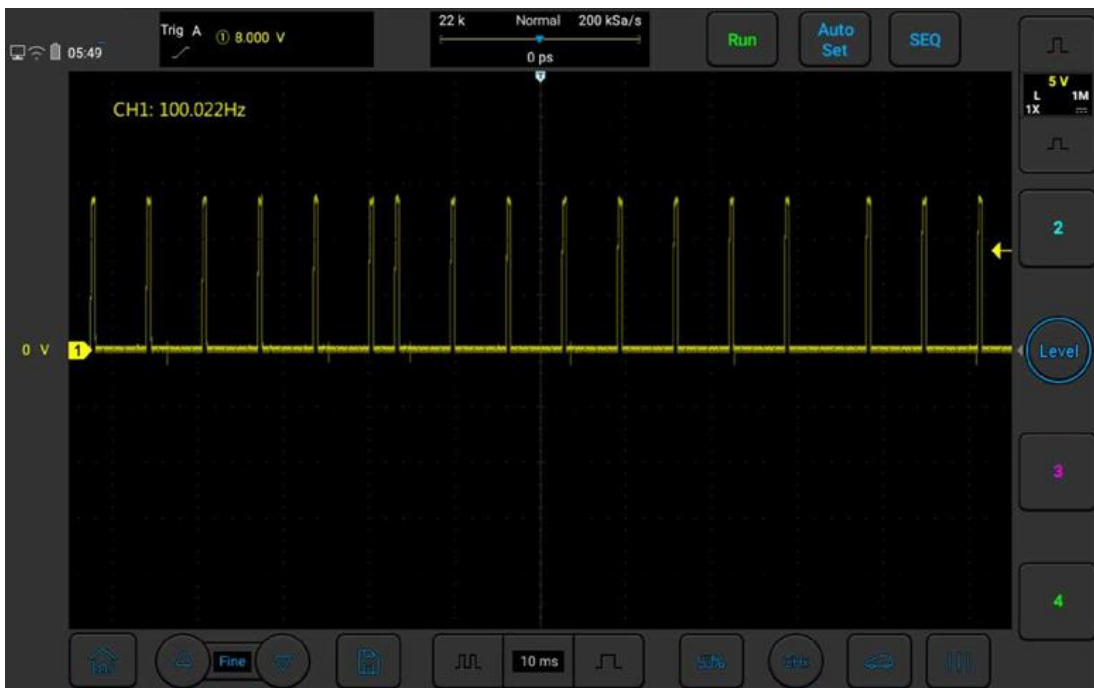 05:49
Trig A ① 8.000 V
22 k Normal 200 kSa/s
0 ps
Run
Auto
Set
SEQ
T
CH1: 100.022Hz
5 V
L 1M
1X
2
0 V 1
Level
3
4
Fine
10 ms
50%